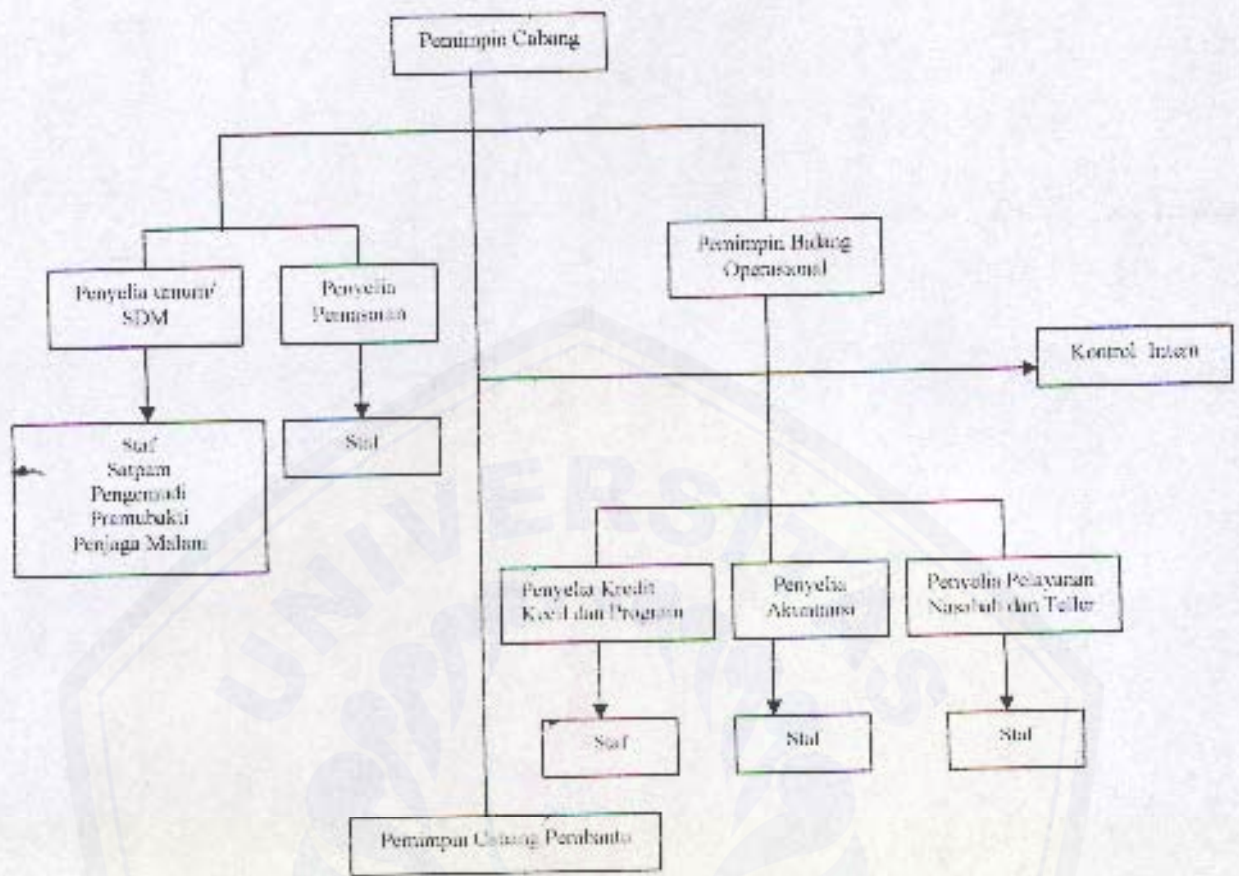 Pemimpin Cabang
Pemimpin Bidang
Operasional
Penyelia umum/
SDM
Penyelia
Pemasaran
Kontrol Intern
Staf
Satpam
Pengemudi
Pramubakti
Penjaga Malam
Staf
Penyelia Kredit
Kecil dan Program
Penyelia
Akuntansi
Penyelia Pelayanan
Nasabah dan Teller
Staf
Staf
Staf
Pemimpin Cabang Pembantu
UNIVERSITAS